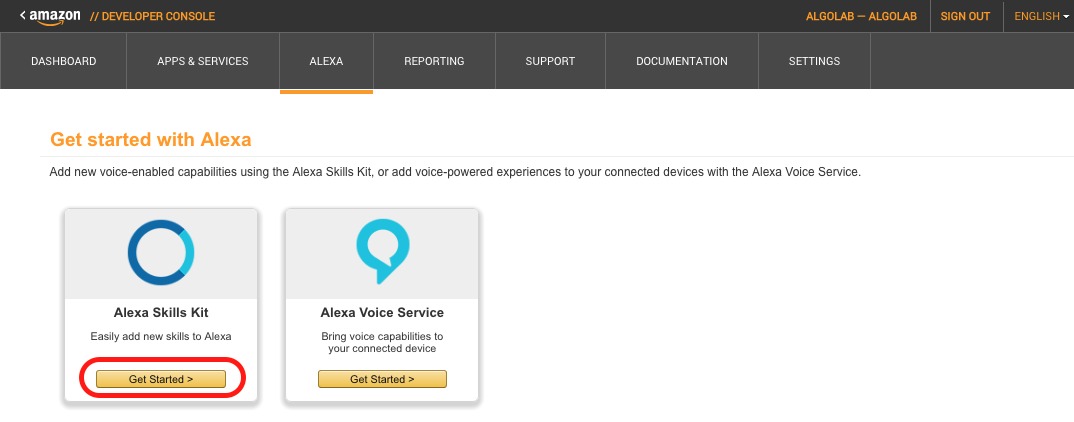 < amazon // DEVELOPER CONSOLE ALGOLAB — ALGOLAB SIGN OUT ENGLISH
DASHBOARD APPS & SERVICES ALEXA REPORTING SUPPORT DOCUMENTATION SETTINGS
Get started with Alexa
Add new voice-enabled capabilities using the Alexa Skills Kit, or add voice-powered experiences to your connected devices with the Alexa Voice Service.
Alexa Skills Kit
Easily add new skills to Alexa
Get Started >
Alexa Voice Service
Bring voice capabilities to
your connected device
Get Started >